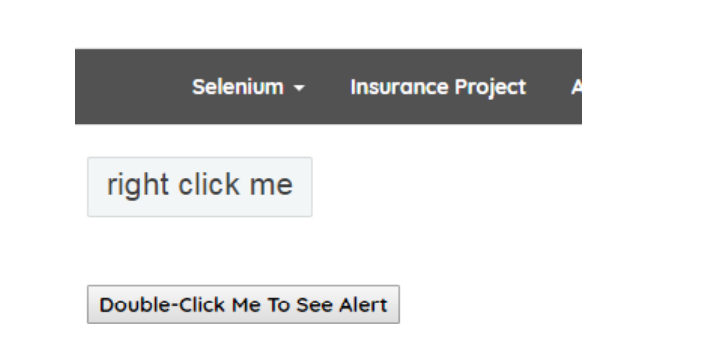 Selenium Insurance Project A
right click me
Double-Click Me To See Alert